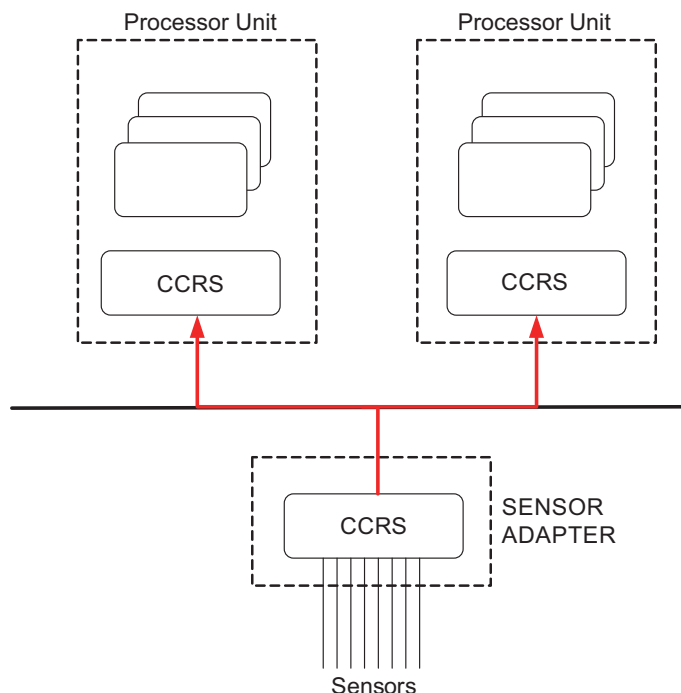 Processor Unit
Processor Unit
CCRS
CCRS
CCRS
SENSOR
ADAPTER
Sensors